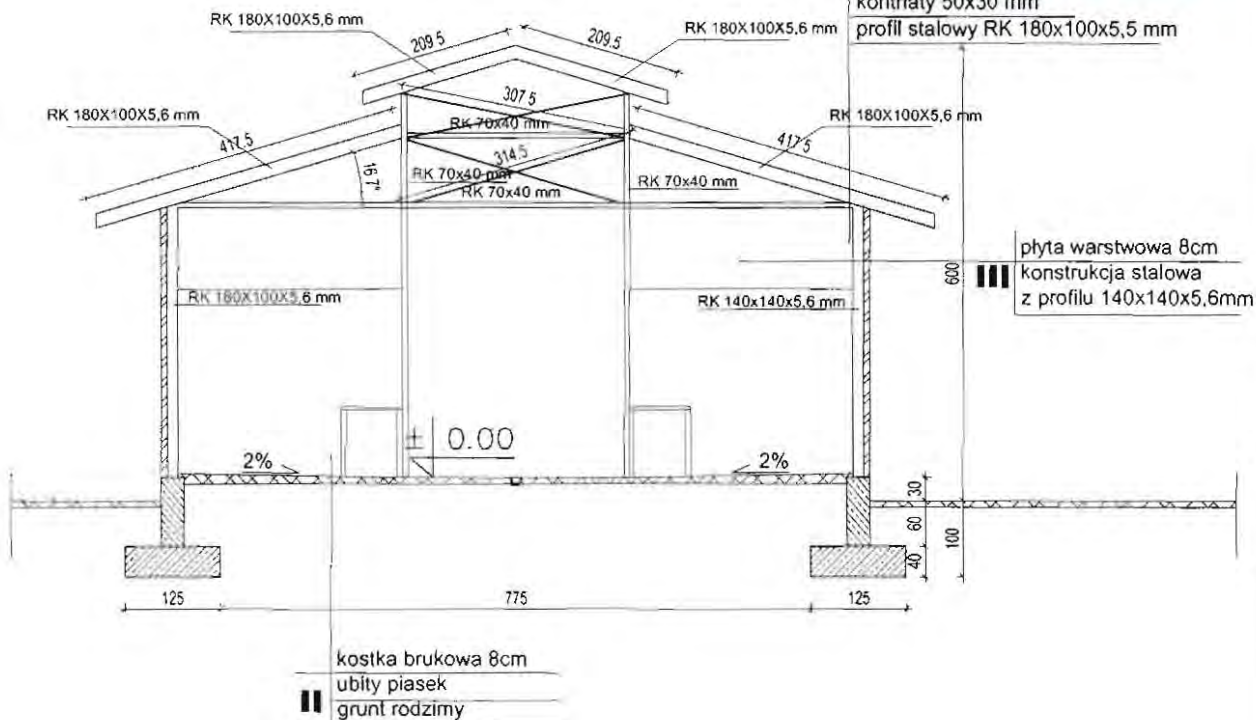 kontrłaty 50x30 mm
profil stalowy RK 180x100x5,5 mm
RK 180X100X5,6 mm
209.5
209.5
RK 180X100X5,6 mm
RK 180X100X5,6 mm
417.5
307.5
RK 70x40 mm
RK 180X100X5,6 mm
417.5
16.7°
314.5
RK 70x40 mm
RK 70x40 mm
RK 70x40 mm
600
płyta warstwowa 8cm
III konstrukcja stalowa
z profilu 140x140x5,6mm
RK 180X100X5,6 mm
RK 140x140x5,6 mm
± 0.00
2%
2%
30
60
40
100
125
775
125
kostka brukowa 8cm
II ubity piasek
grunt rodzimy